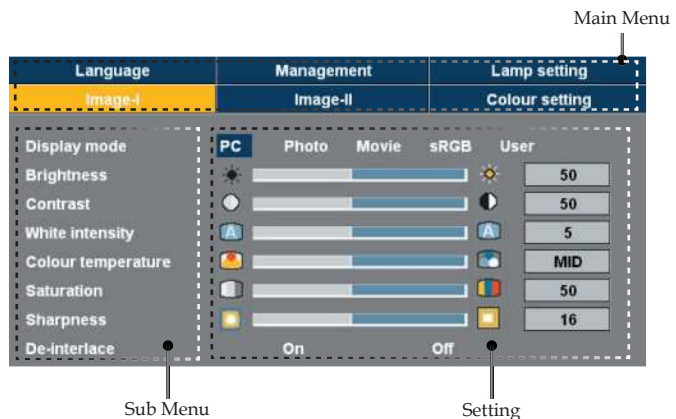 Main Menu
Language Management Lamp setting
Image-I Image-II Colour setting
Display mode PC Photo Movie sRGB User
Brightness 50
Contrast 50
White intensity A A 5
Colour temperature MID
Saturation 50
Sharpness 16
De-interlace On Off
Sub Menu Setting